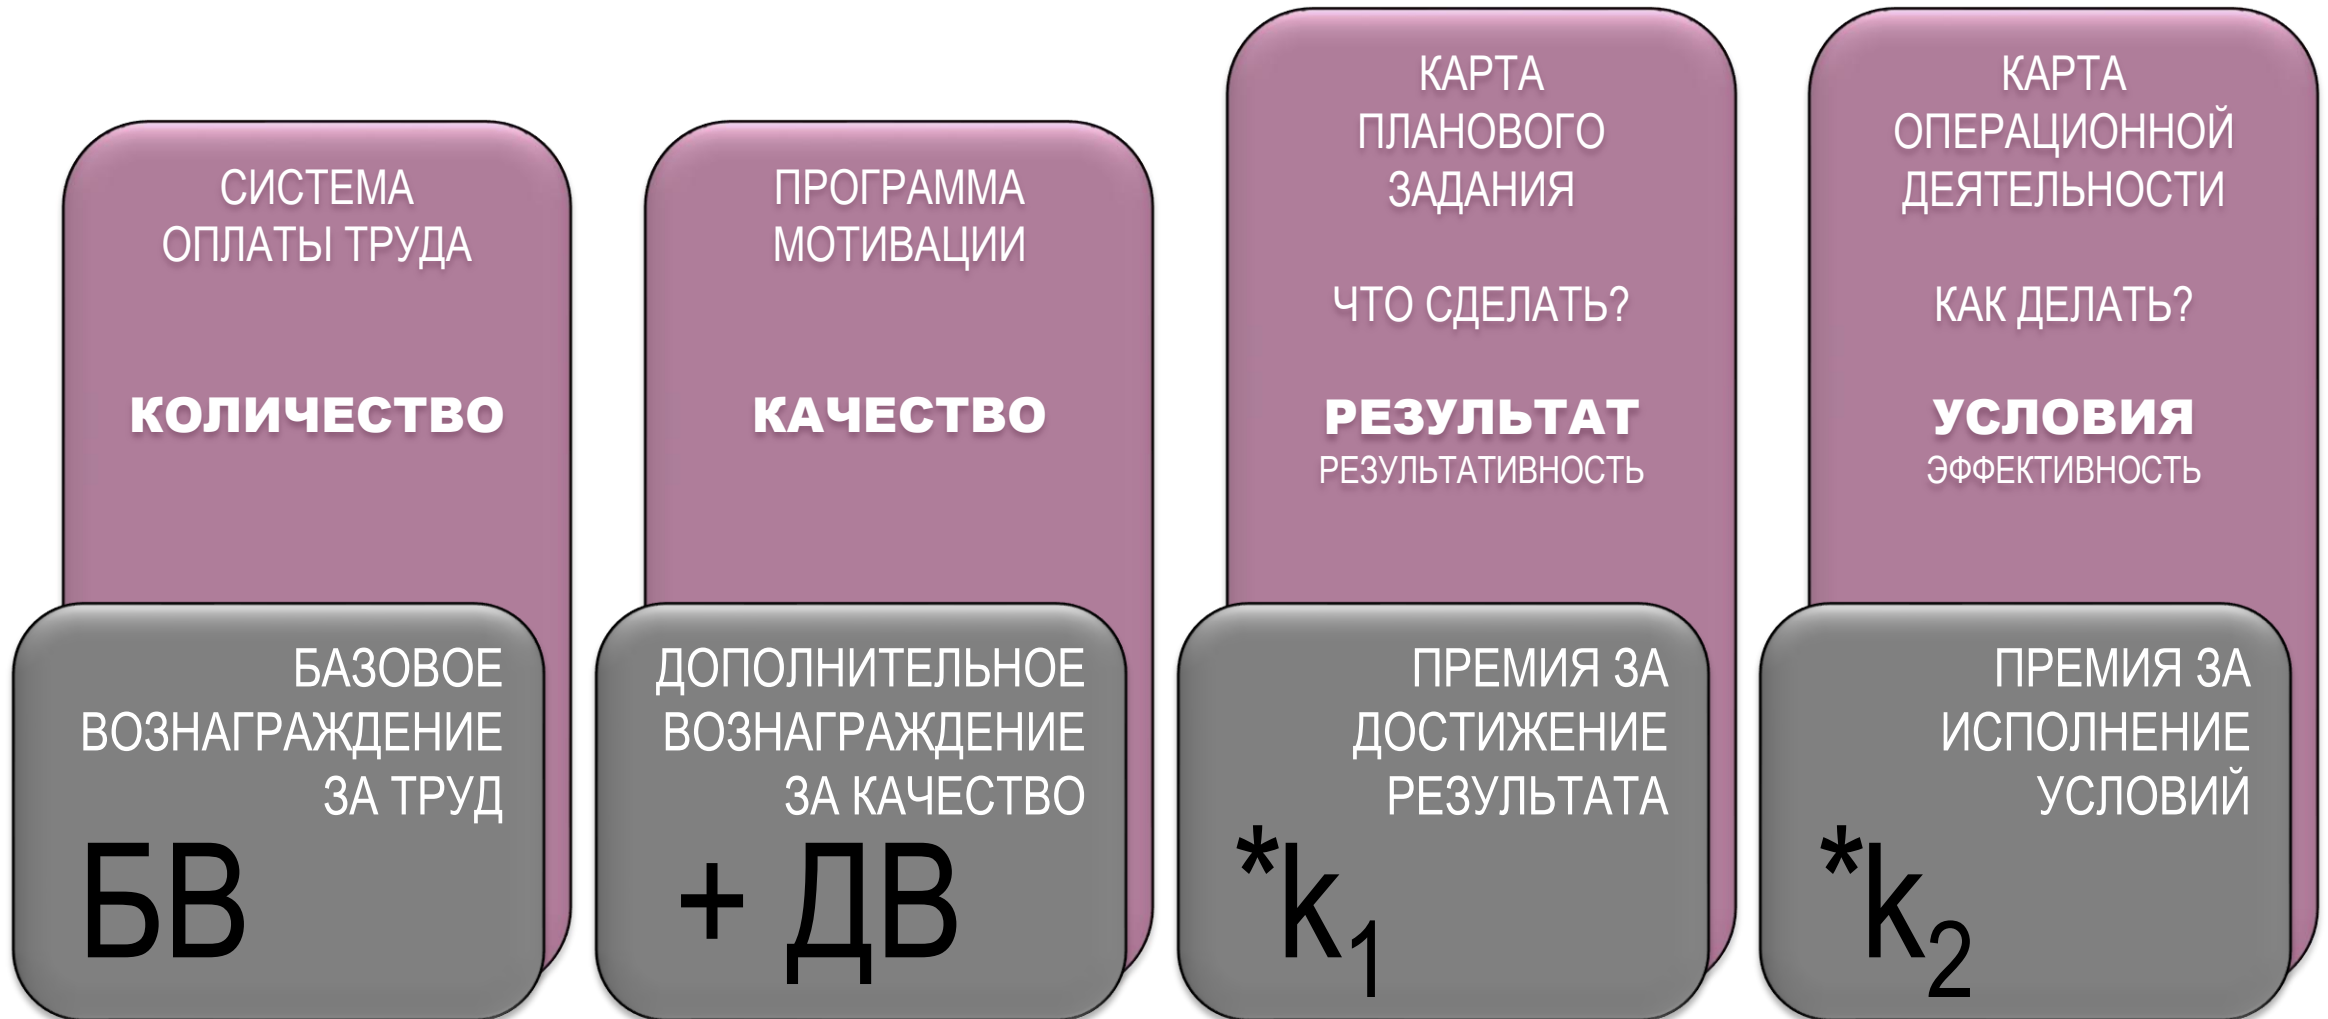 СИСТЕМА
ОПЛАТЫ ТРУДА
КОЛИЧЕСТВО
БАЗОВОЕ
ВОЗНАГРАЖДЕНИЕ
ЗА ТРУД
БВ
ПРОГРАММА
МОТИВАЦИИ
КАЧЕСТВО
ДОПОЛНИТЕЛЬНОЕ
ВОЗНАГРАЖДЕНИЕ
ЗА КАЧЕСТВО
+ ДВ
КАРТА
ПЛАНОВОГО
ЗАДАНИЯ
ЧТО СДЕЛАТЬ?
РЕЗУЛЬТАТ
РЕЗУЛЬТАТИВНОСТЬ
ПРЕМИЯ ЗА
ДОСТИЖЕНИЕ
РЕЗУЛЬТАТА
*k₁
КАРТА
ОПЕРАЦИОННОЙ
ДЕЯТЕЛЬНОСТИ
КАК ДЕЛАТЬ?
УСЛОВИЯ
ЭФФЕКТИВНОСТЬ
ПРЕМИЯ ЗА
ИСПОЛНЕНИЕ
УСЛОВИЙ
*k₂